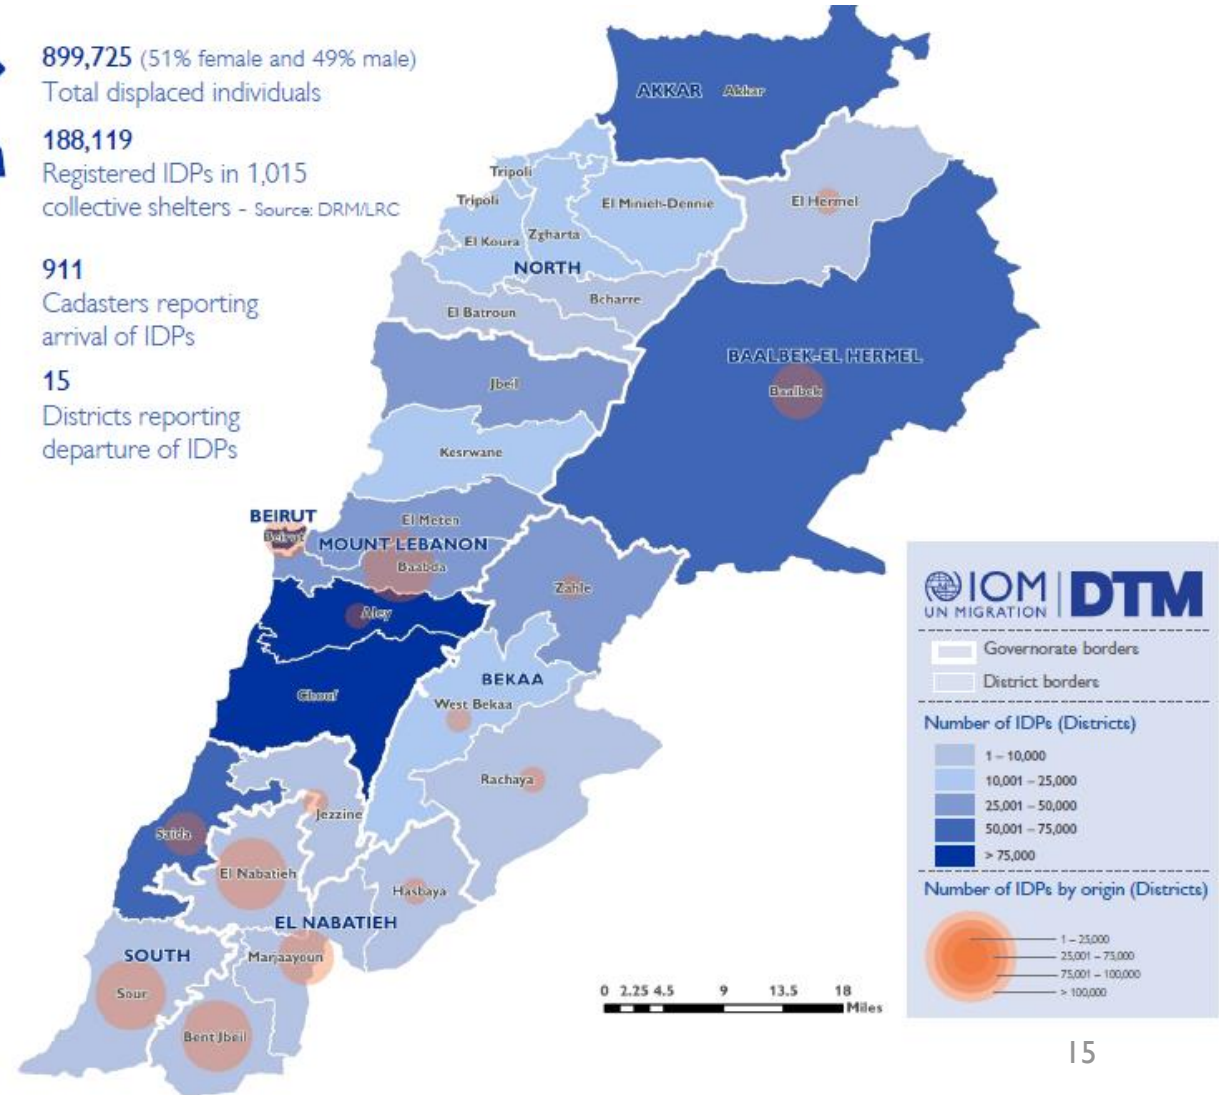 899,725 (51% female and 49% male)
Total displaced individuals
188,119
Registered IDPs in 1,015
collective shelters - Source: DRM/LRC
911
Cadasters reporting
arrival of IDPs
15
Districts reporting
departure of IDPs
AKKAR Akkar
Tripoli
Tripoli
El Minieh-Dennie
El Hermel
El Koura
Zgharta
NORTH
Bcharre
El Batroun
BAALBEK-EL HERMEL
Baalbek
Jbeil
Kesrwane
BEIRUT
Beirut
El Meten
MOUNT LEBANON
Baabda
Zahle
Aley
BEKAA
Chouf
West Bekaa
Rachaya
Jezzine
Saida
El Nabatieh
Hasbaya
EL NABATIEH
SOUTH
Marjaayoun
Sour
Bent Jbeil
0 2.25 4.5 9 13.5 18
Miles
IOM
UN MIGRATION
DTM
Governorate borders
District borders
Number of IDPs (Districts)
1 – 10,000
10,001 – 25,000
25,001 – 50,000
50,001 – 75,000
> 75,000
Number of IDPs by origin (Districts)
1 – 25,000
25,001 – 75,000
75,001 – 100,000
> 100,000
15